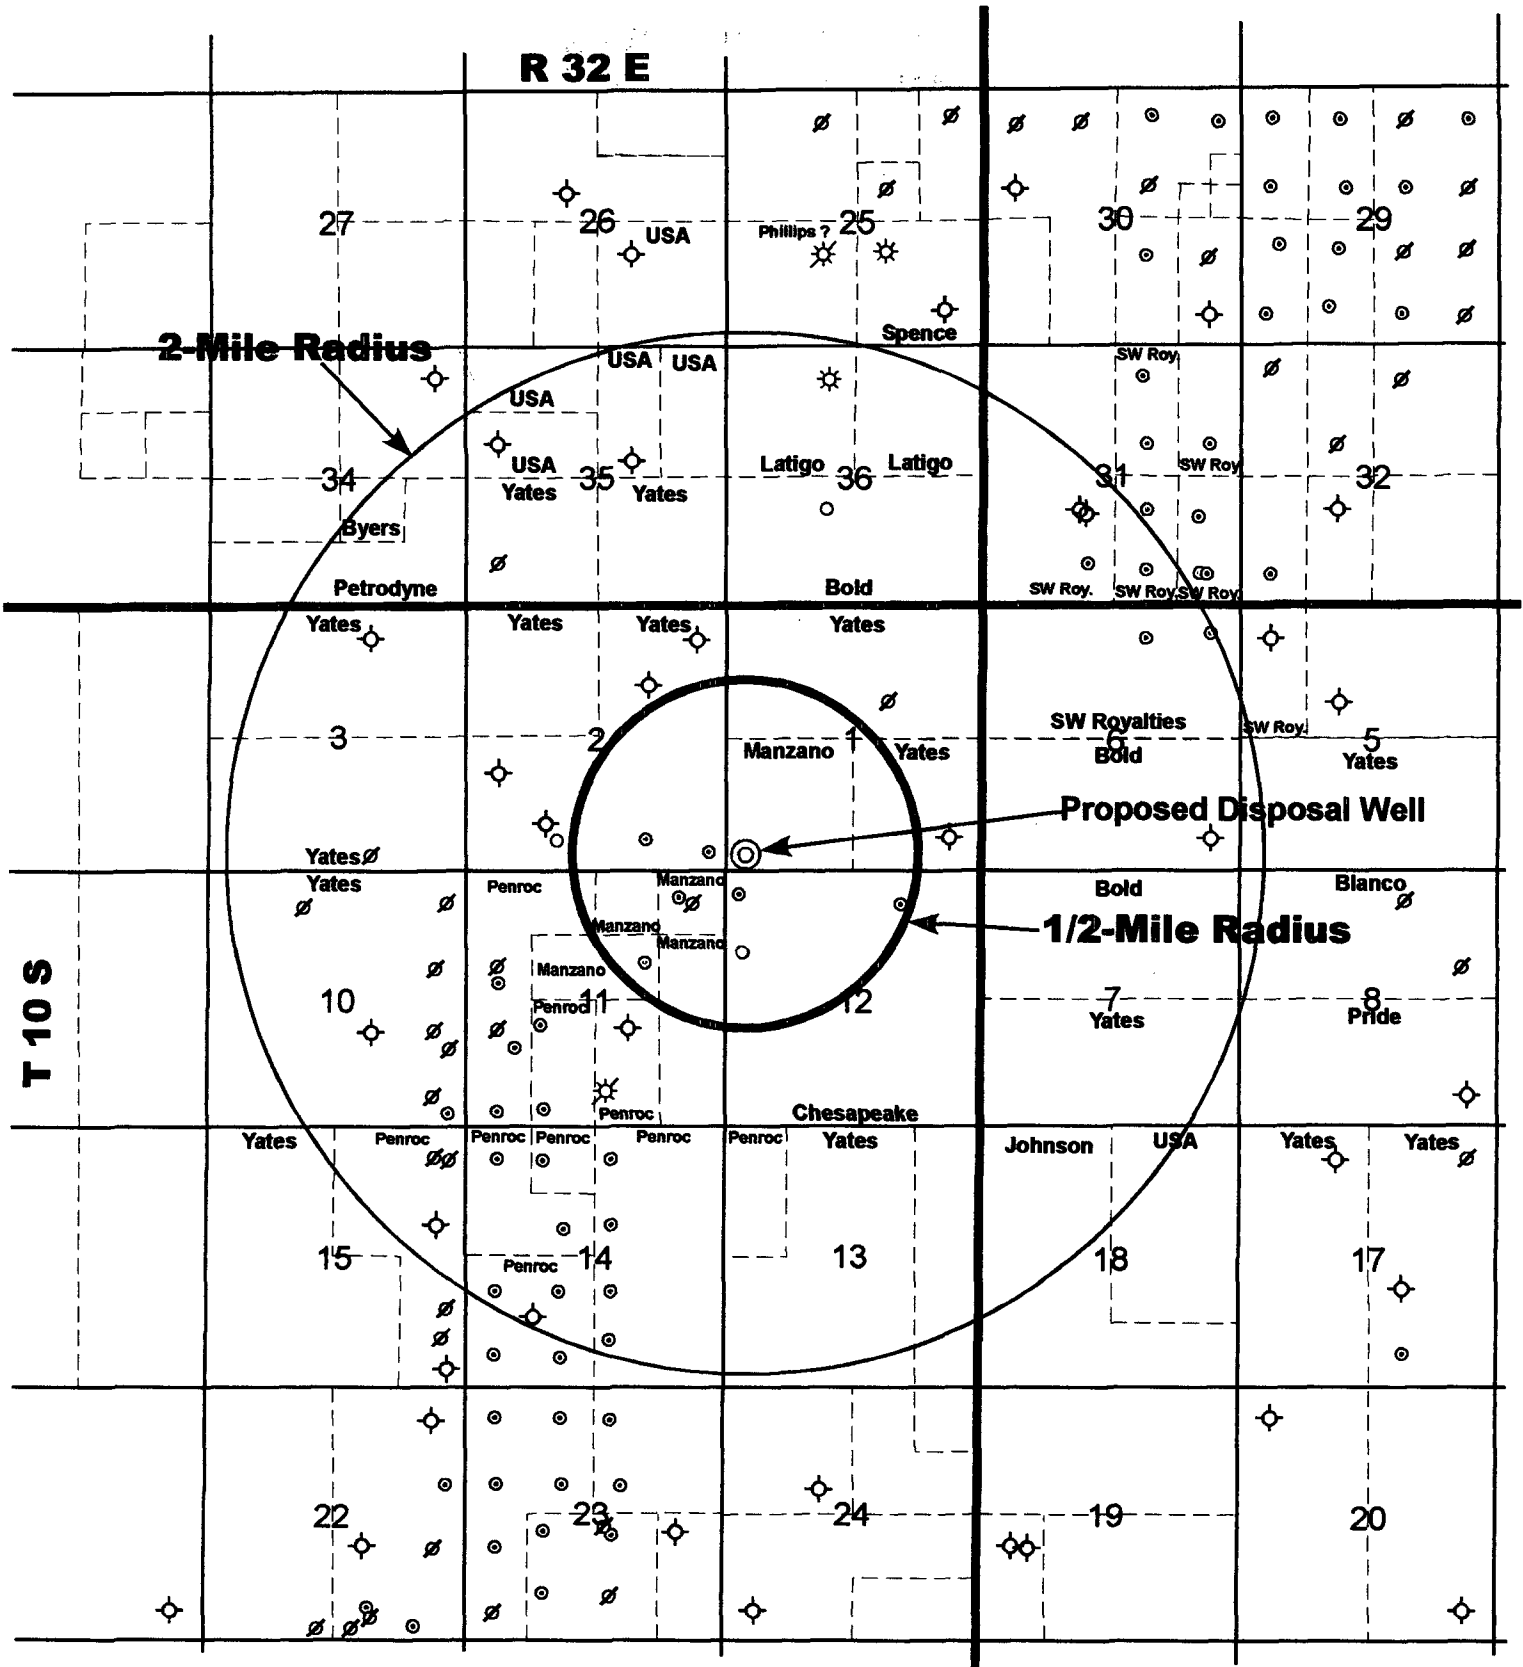 R 32 E
27
26
USA
Phillips ?
25
30
29
Spence
2-Mile Radius
USA
USA
SW Roy.
USA
34
USA
35
Latigo
36
Latigo
31
SW Roy.
32
Yates
Yates
Byers
Petrodyne
Bold
SW Roy.
SW Roy.
SW Roy.
Yates
Yates
Yates
Yates
3
2
Manzano
1
Yates
SW Royalties
6
Bold
SW Roy.
5
Yates
Proposed Disposal Well
Yates
Yates
Penroc
Manzano
Bold
Blanco
Manzano
Manzano
1/2-Mile Radius
T 10 S
10
Manzano
11
Penroc
12
7
Yates
8
Pride
Penroc
Chesapeake
Yates
Penroc
Penroc
Penroc
Penroc
Penroc
Yates
Johnson
USA
Yates
Yates
15
Penroc
14
13
18
17
22
23
24
19
20